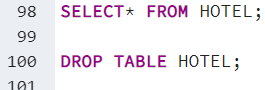 98 SELECT* FROM HOTEL;
99
100 DROP TABLE HOTEL;
101